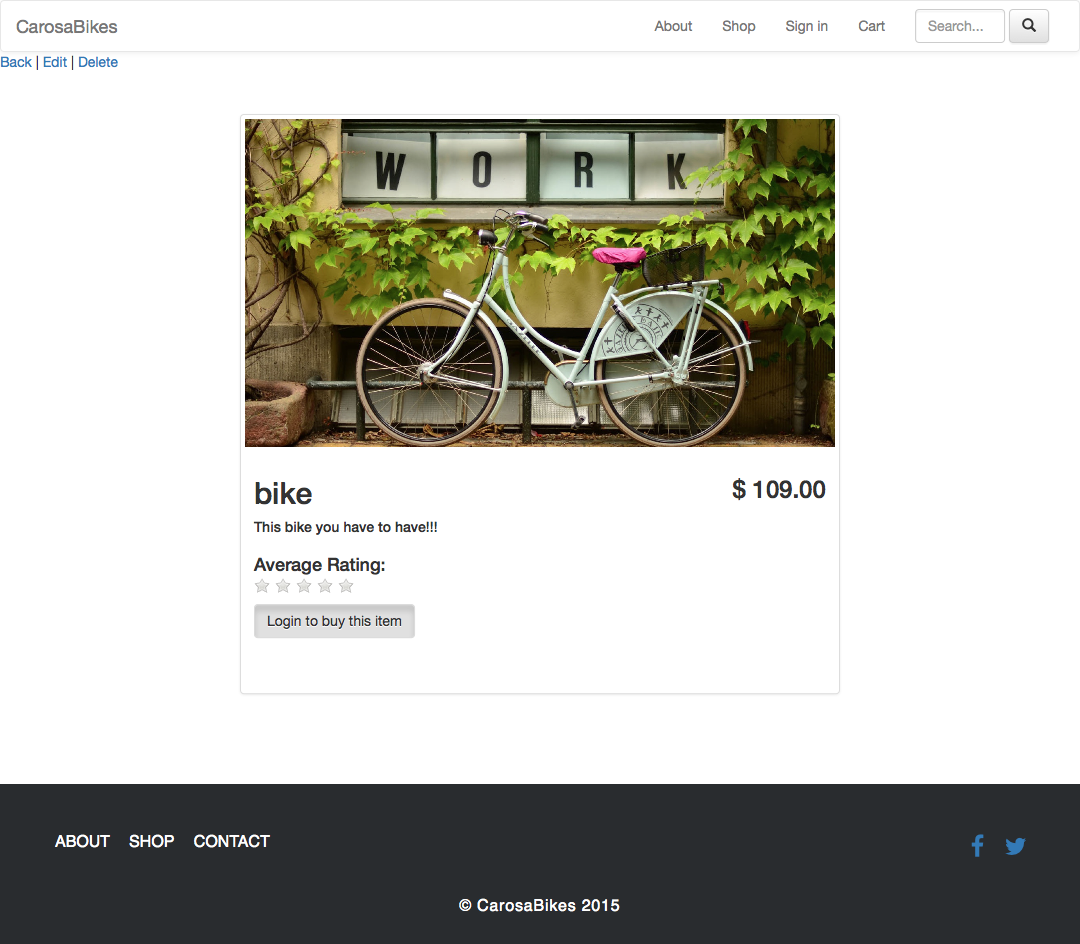 CarosaBikes About Shop Sign in Cart Search...
Back | Edit | Delete
W O R K
bike $ 109.00
This bike you have to have!!!
Average Rating:
Login to buy this item
ABOUT SHOP CONTACT
© CarosaBikes 2015